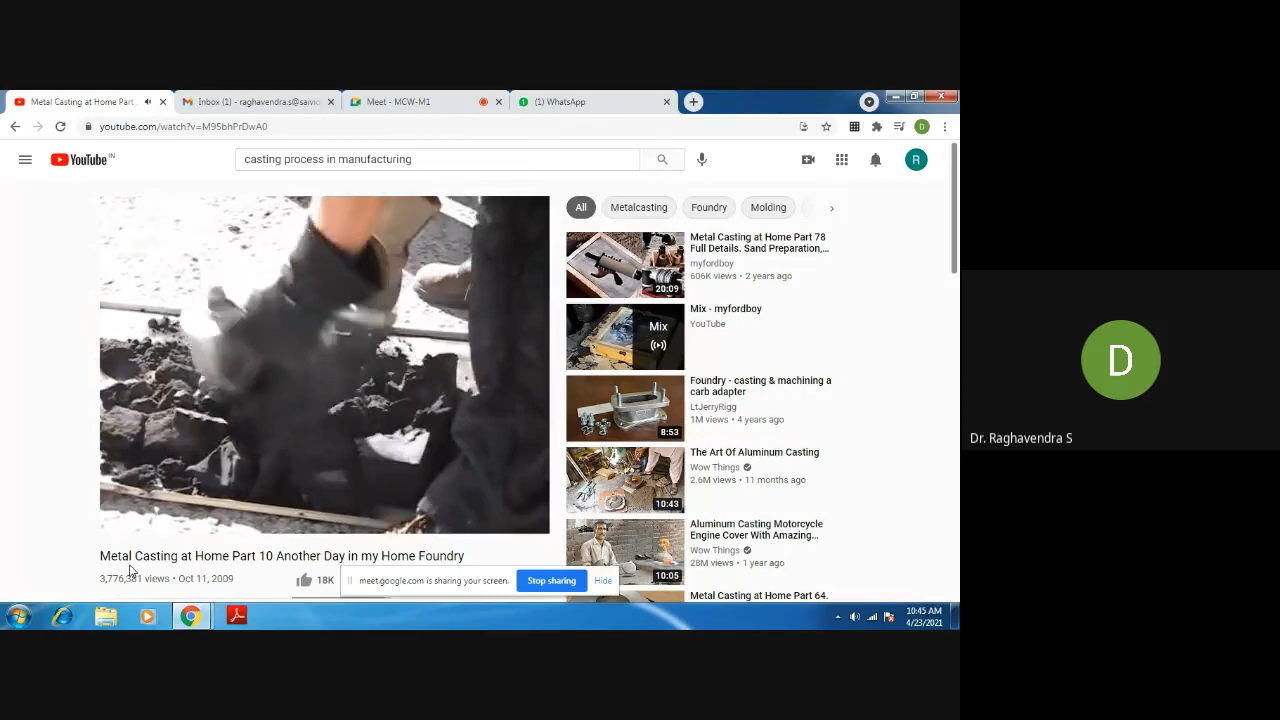 Metal Casting at Home Part
Inbox (1) - raghavendra.s@saivid
Meet - MCW-M1
(1) WhatsApp
youtube.com/watch?v=M95bhPrDwA0
D
YouTube IN
casting process in manufacturing
R
All
Metalcasting
Foundry
Molding
Metal Casting at Home Part 78
Full Details. Sand Preparation,...
myfordboy
606K views • 2 years ago
20:09
Mix - myfordboy
YouTube
Mix
Foundry - casting & machining a
carb adapter
LtJerryRigg
1M views • 4 years ago
8:53
The Art Of Aluminum Casting
Wow Things
2.6M views • 11 months ago
10:43
Aluminum Casting Motorcycle
Engine Cover With Amazing...
Wow Things
28M views • 1 year ago
10:05
Metal Casting at Home Part 64.
Metal Casting at Home Part 10 Another Day in my Home Foundry
views • Oct 11, 2009
18K
meet.google.com is sharing your screen.
Stop sharing
Hide
10:45 AM
4/23/2021
D
Dr. Raghavendra S